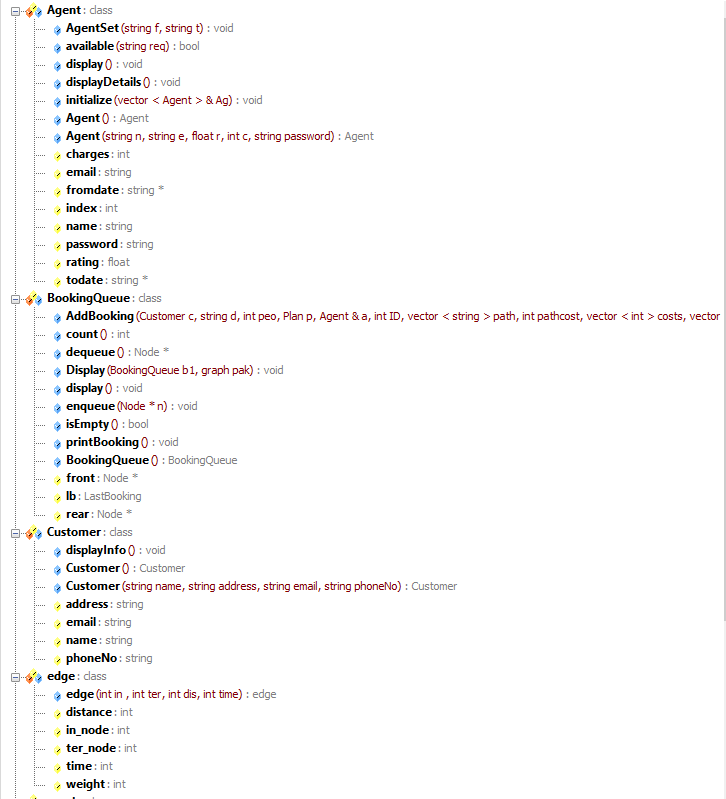 Agent : class
AgentSet (string f, string t) : void
available (string req) : bool
display () : void
displayDetails () : void
initialize (vector < Agent > & Ag) : void
Agent () : Agent
Agent (string n, string e, float r, int c, string password) : Agent
charges : int
email : string
fromdate : string *
index : int
name : string
password : string
rating : float
todate : string *
BookingQueue : class
AddBooking (Customer c, string d, int peo, Plan p, Agent & a, int ID, vector < string > path, int pathcost, vector < int > costs, vector
count () : int
dequeue () : Node *
Display (BookingQueue b1, graph pak) : void
display () : void
enqueue (Node * n) : void
isEmpty () : bool
printBooking () : void
BookingQueue () : BookingQueue
front : Node *
lb : LastBooking
rear : Node *
Customer : class
displayInfo () : void
Customer () : Customer
Customer (string name, string address, string email, string phoneNo) : Customer
address : string
email : string
name : string
phoneNo : string
edge : class
edge (int in , int ter, int dis, int time) : edge
distance : int
in_node : int
ter_node : int
time : int
weight : int